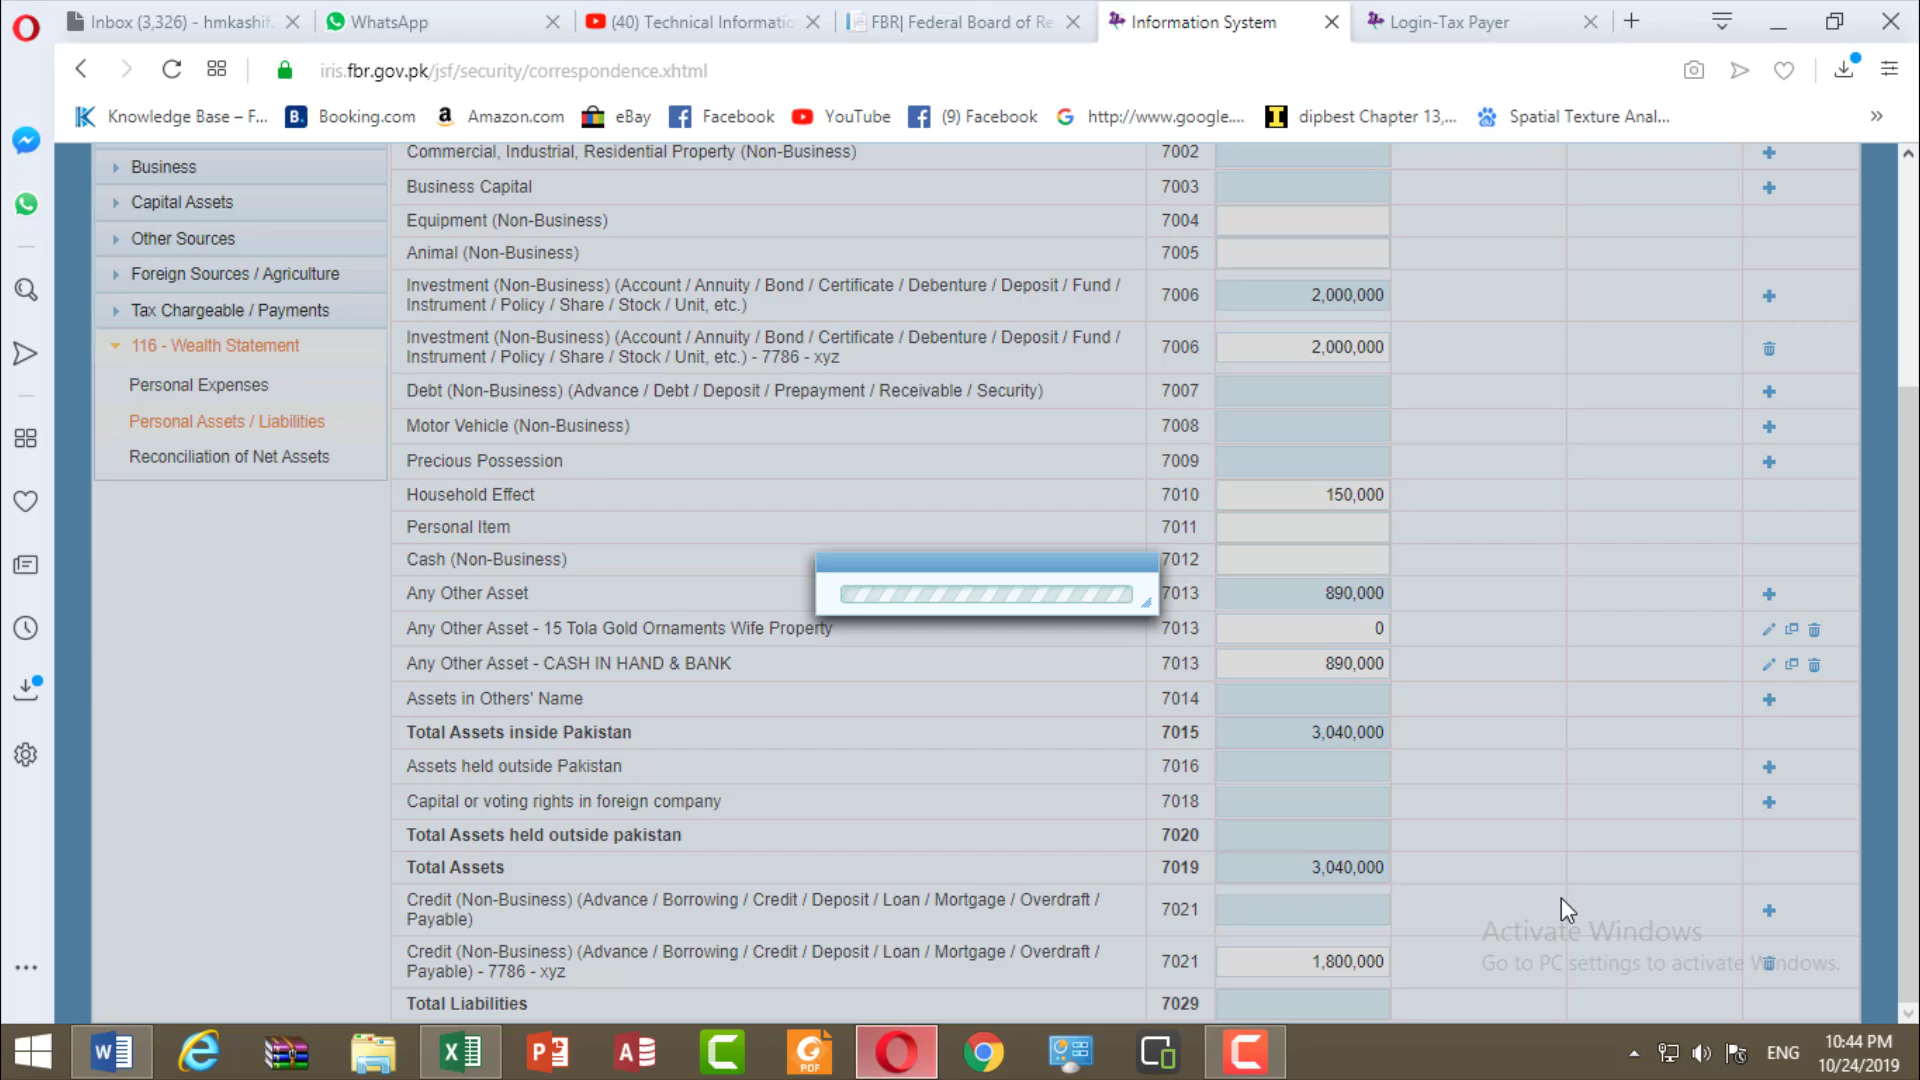 Inbox (3,326) - hmkashif.
WhatsApp
(40) Technical Informatio
FBR| Federal Board of Re
Information System
Login-Tax Payer
iris.fbr.gov.pk/jsf/security/correspondence.xhtml
Knowledge Base – F...
Booking.com
Amazon.com
eBay
Facebook
YouTube
(9) Facebook
http://www.google....
dipbest Chapter 13,...
Spatial Texture Anal...
»
Business
Capital Assets
Other Sources
Foreign Sources / Agriculture
Tax Chargeable / Payments
116 - Wealth Statement
Personal Expenses
Personal Assets / Liabilities
Reconciliation of Net Assets
Commercial, Industrial, Residential Property (Non-Business) 7002
Business Capital 7003
Equipment (Non-Business) 7004
Animal (Non-Business) 7005
Investment (Non-Business) (Account / Annuity / Bond / Certificate / Debenture / Deposit / Fund /
Instrument / Policy / Share / Stock / Unit, etc.) 7006 2,000,000
Investment (Non-Business) (Account / Annuity / Bond / Certificate / Debenture / Deposit / Fund /
Instrument / Policy / Share / Stock / Unit, etc.) - 7786 - xyz 7006 2,000,000
Debt (Non-Business) (Advance / Debt / Deposit / Prepayment / Receivable / Security) 7007
Motor Vehicle (Non-Business) 7008
Precious Possession 7009
Household Effect 7010 150,000
Personal Item 7011
Cash (Non-Business) 7012
Any Other Asset 7013 890,000
Any Other Asset - 15 Tola Gold Ornaments Wife Property 7013 0
Any Other Asset - CASH IN HAND & BANK 7013 890,000
Assets in Others' Name 7014
Total Assets inside Pakistan 7015 3,040,000
Assets held outside Pakistan 7016
Capital or voting rights in foreign company 7018
Total Assets held outside pakistan 7020
Total Assets 7019 3,040,000
Credit (Non-Business) (Advance / Borrowing / Credit / Deposit / Loan / Mortgage / Overdraft /
Payable) 7021
Credit (Non-Business) (Advance / Borrowing / Credit / Deposit / Loan / Mortgage / Overdraft /
Payable) - 7786 - xyz 7021 1,800,000
Total Liabilities 7029
Activate Windows
Go to PC settings to activate Windows.
ENG
10:44 PM
10/24/2019